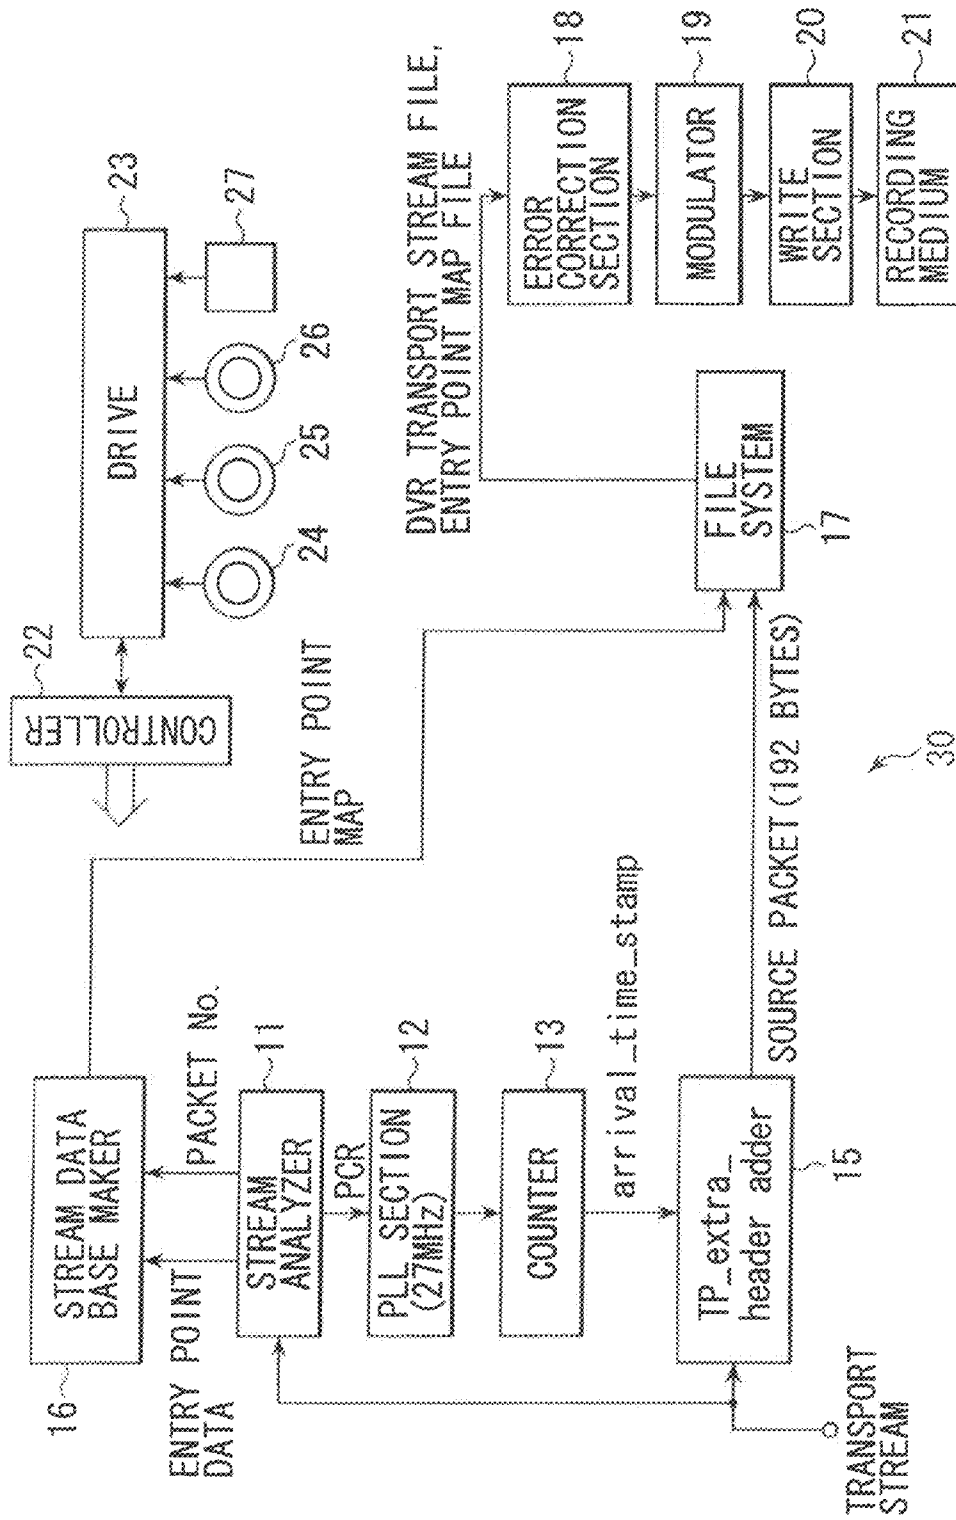 CONTROLLER
22
DRIVE
23
24
25
26
27
16
STREAM DATA
BASE MAKER
ENTRY POINT
DATA
PACKET No.
ENTRY POINT
MAP
STREAM
ANALYZER
11
PCR
PLL SECTION
(27MHz)
12
COUNTER
13
arrival_time_stamp
TP_extra_
header adder
15
TRANSPORT
STREAM
SOURCE PACKET(192 BYTES)
FILE
SYSTEM
17
DVR TRANSPORT STREAM FILE,
ENTRY POINT MAP FILE
ERROR
CORRECTION
SECTION
18
MODULATOR
19
WRITE
SECTION
20
RECORDING
MEDIUM
21
30